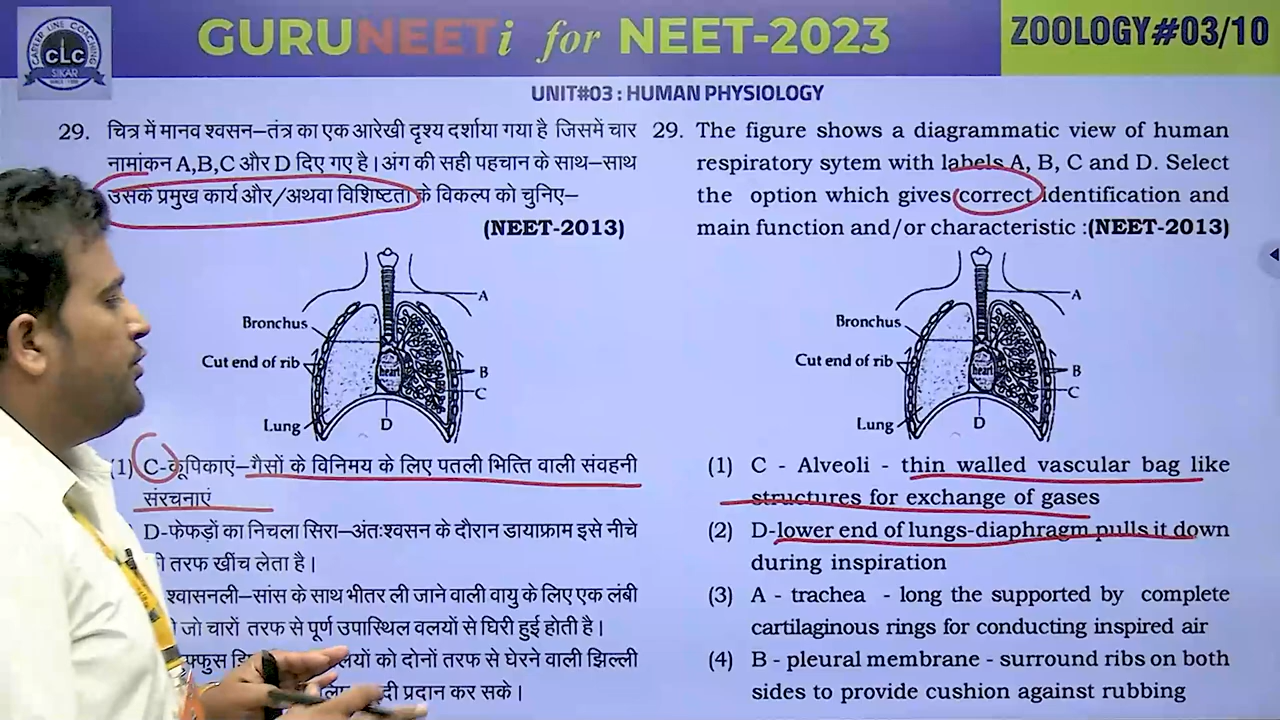 CAREER LINE COACHING
CLC
SIKAR
GURUNEETi for NEET-2023
ZOOLOGY#03/10
UNIT#03 : HUMAN PHYSIOLOGY
29. चित्र में मानव श्वसन–तंत्र का एक आरेखी दृश्य दर्शाया गया है जिसमें चार
नामांकन A,B,C और D दिए गए है। अंग की सही पहचान के साथ–साथ
उसके प्रमुख कार्य और/अथवा विशिष्टता के विकल्प को चुनिए–
(NEET-2013)
A
Bronchus
Cut end of rib
heart
B
C
Lung
D
(1) C-कूपिकाएं–गैसों के विनिमय के लिए पतली भित्ति वाली संवहनी
संरचनाएं
D-फेफड़ों का निचला सिरा–अंतःश्वसन के दौरान डायाफ्राम इसे नीचे
तरफ खींच लेता है।
श्वासनली–सांस के साथ भीतर ली जाने वाली वायु के लिए एक लंबी
जो चारों तरफ से पूर्ण उपास्थिल वलयों से घिरी हुई होती है।
को दोनों तरफ से घेरने वाली झिल्ली
प्रदान कर सके।
29. The figure shows a diagrammatic view of human
respiratory sytem with labels A, B, C and D. Select
the option which gives correct identification and
main function and/or characteristic :(NEET-2013)
A
Bronchus
Cut end of rib
heart
B
C
Lung
D
(1) C - Alveoli - thin walled vascular bag like
structures for exchange of gases
(2) D-lower end of lungs-diaphragm pulls it down
during inspiration
(3) A - trachea - long the supported by complete
cartilaginous rings for conducting inspired air
(4) B - pleural membrane - surround ribs on both
sides to provide cushion against rubbing